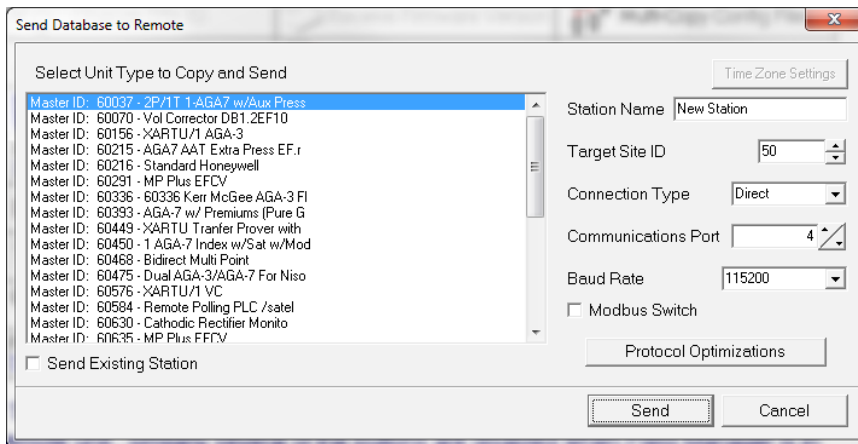 Send Database to Remote
Select Unit Type to Copy and Send
Time Zone Settings
Master ID: 60037 - 2P/1T 1-AGA7 w/Aux Press
Master ID: 60070 - Vol Corrector DB1.2EF10
Master ID: 60156 - XARTU/1 AGA-3
Master ID: 60215 - AGA7 AAT Extra Press EF.r
Master ID: 60216 - Standard Honeywell
Master ID: 60291 - MP Plus EFCV
Master ID: 60336 - 60336 Kerr McGee AGA-3 Fl
Master ID: 60393 - AGA-7 w/ Premiums (Pure G
Master ID: 60449 - XARTU Tranfer Prover with
Master ID: 60450 - 1 AGA-7 Index w/Sat w/Mod
Master ID: 60468 - Bidirect Multi Point
Master ID: 60475 - Dual AGA-3/AGA-7 For Niso
Master ID: 60576 - XARTU/1 VC
Master ID: 60584 - Remote Polling PLC /satel
Master ID: 60630 - Cathodic Rectifier Monito
Master ID: 60635 - MP Plus EFCV
Station Name New Station
Target Site ID 50
Connection Type Direct
Communications Port 4
Baud Rate 115200
Modbus Switch
Protocol Optimizations
Send Existing Station
Send Cancel